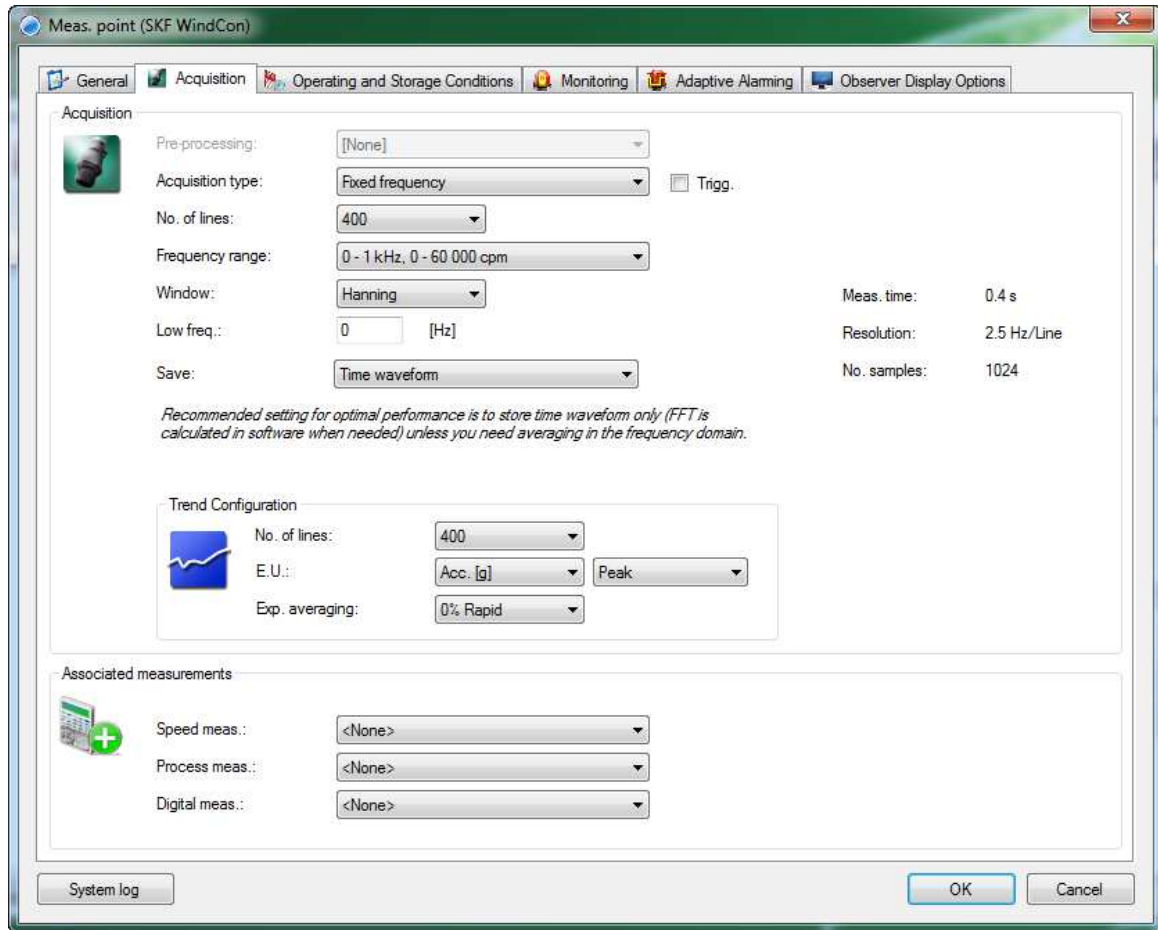 Meas. point (SKF WindCon)
General Acquisition Operating and Storage Conditions Monitoring Adaptive Alarming Observer Display Options
Acquisition
Pre-processing: [None]
Acquisition type: Fixed frequency Trigg.
No. of lines: 400
Frequency range: 0 - 1 kHz, 0 - 60 000 cpm
Window: Hanning Meas. time: 0.4 s
Low freq.: 0 [Hz] Resolution: 2.5 Hz/Line
Save: Time waveform No. samples: 1024
Recommended setting for optimal performance is to store time waveform only (FFT is
calculated in software when needed) unless you need averaging in the frequency domain.
Trend Configuration
No. of lines: 400
E.U.: Acc. [g] Peak
Exp. averaging: 0% Rapid
Associated measurements
Speed meas.: <None>
Process meas.: <None>
Digital meas.: <None>
System log OK Cancel